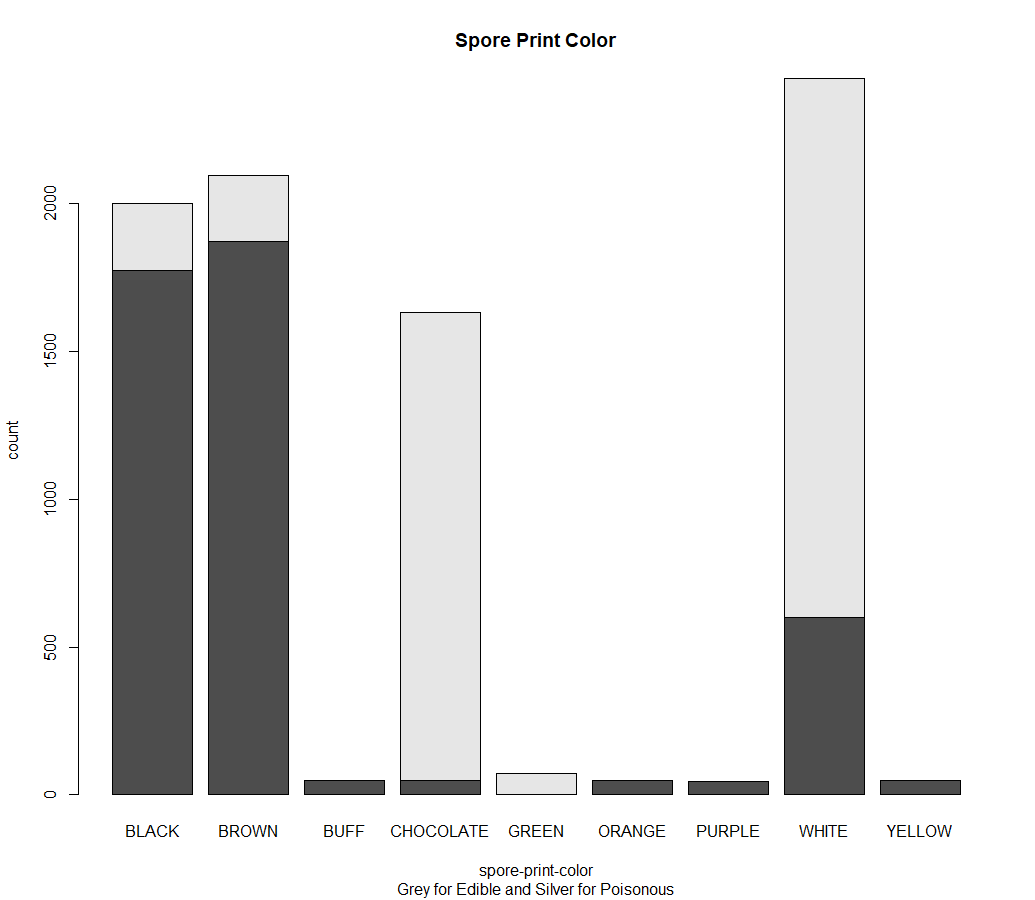 Spore Print Color
2000
1500
1000
500
0
count
BLACK BROWN BUFF CHOCOLATE GREEN ORANGE PURPLE WHITE YELLOW
spore-print-color
Grey for Edible and Silver for Poisonous